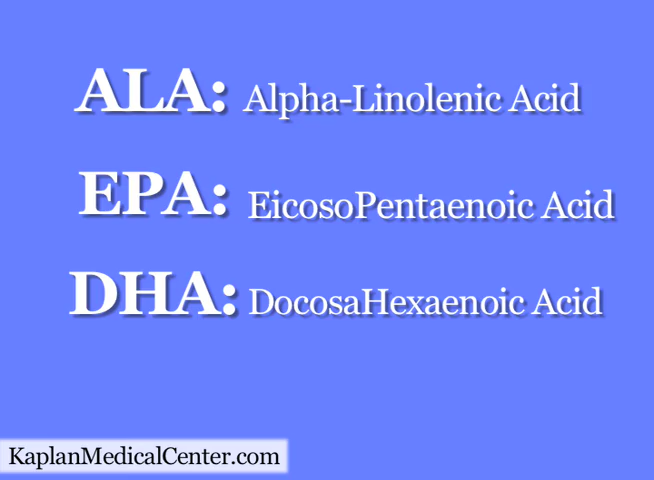 ALA: Alpha-Linolenic Acid
EPA: EicosoPentaenoic Acid
DHA: DocosaHexaenoic Acid
KaplanMedicalCenter.com